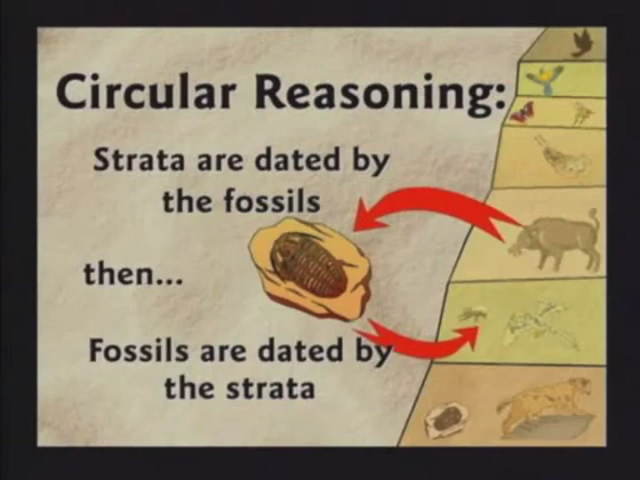 Circular Reasoning:
Strata are dated by
the fossils
then...
Fossils are dated by
the strata